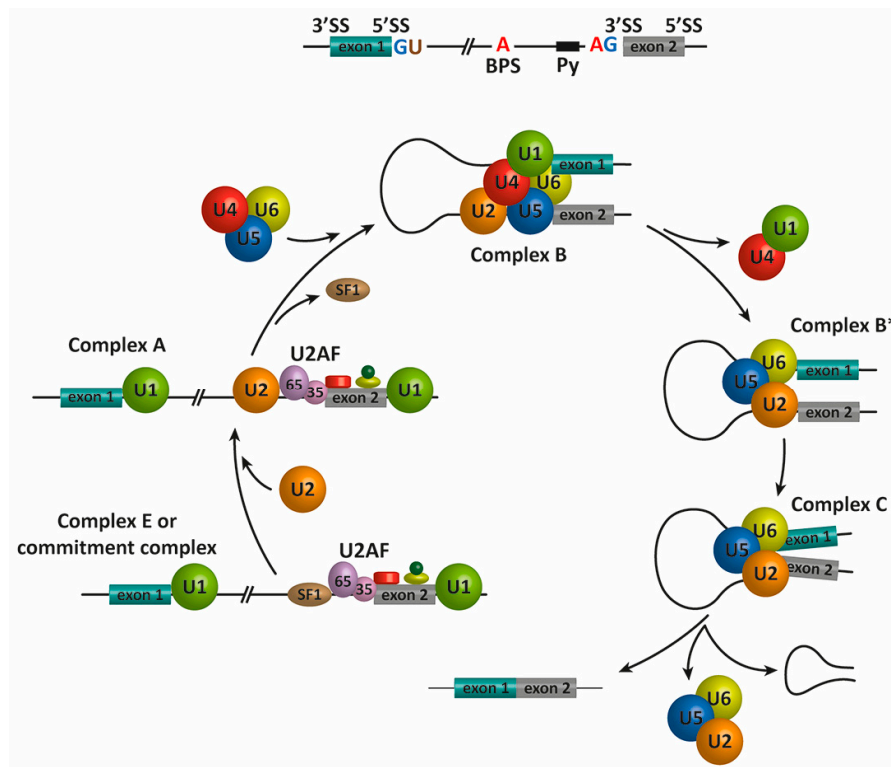 3’SS 5’SS 3’SS 5’SS
exon 1 GU A AG exon 2
BPS Py
U1
exon 1
U4 U6
U4 U6
U5
U2 U5 exon 2
Complex B
U1
U4
SF1
Complex A
U2AF
exon 1 U1 U2 65 35 exon 2 U1
Complex B*
U6
exon 1
U5
U2
exon 2
U2
Complex E or
commitment complex
U2AF
exon 1 U1 SF1 65 35 exon 2 U1
Complex C
U6
exon 1
U5
U2 exon 2
exon 1 exon 2
U6
U5
U2